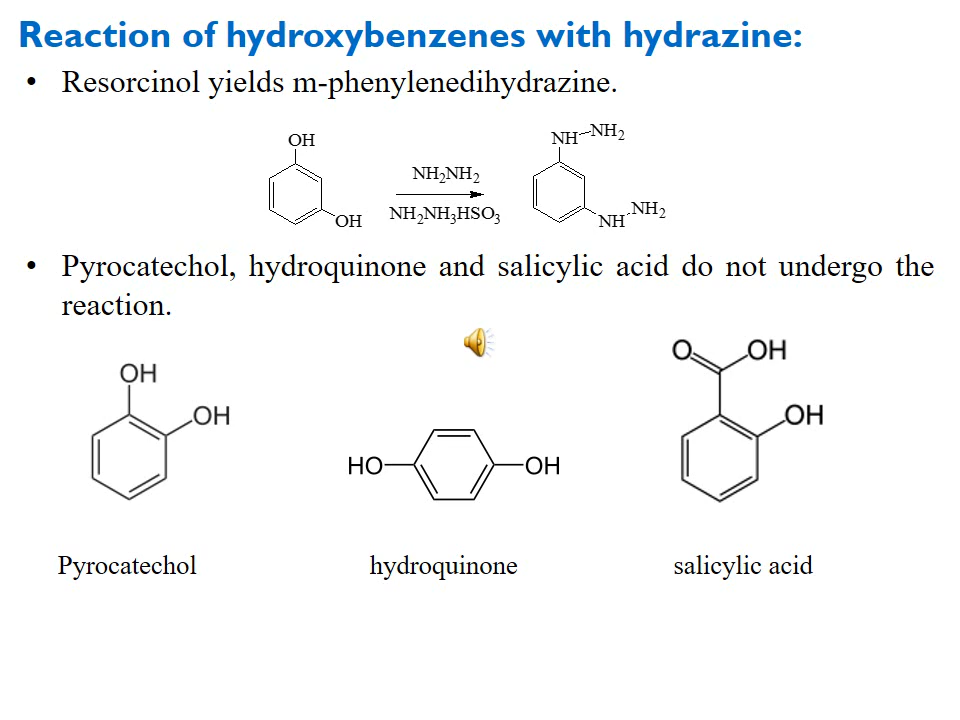 Reaction of hydroxybenzenes with hydrazine:
• Resorcinol yields m-phenylenedihydrazine.
OH
OH
NH₂NH₂
NH₂NH₃HSO₃
NH NH₂
NH NH₂
• Pyrocatechol, hydroquinone and salicylic acid do not undergo the
reaction.
OH
OH
HO OH
O OH
OH
Pyrocatechol hydroquinone salicylic acid